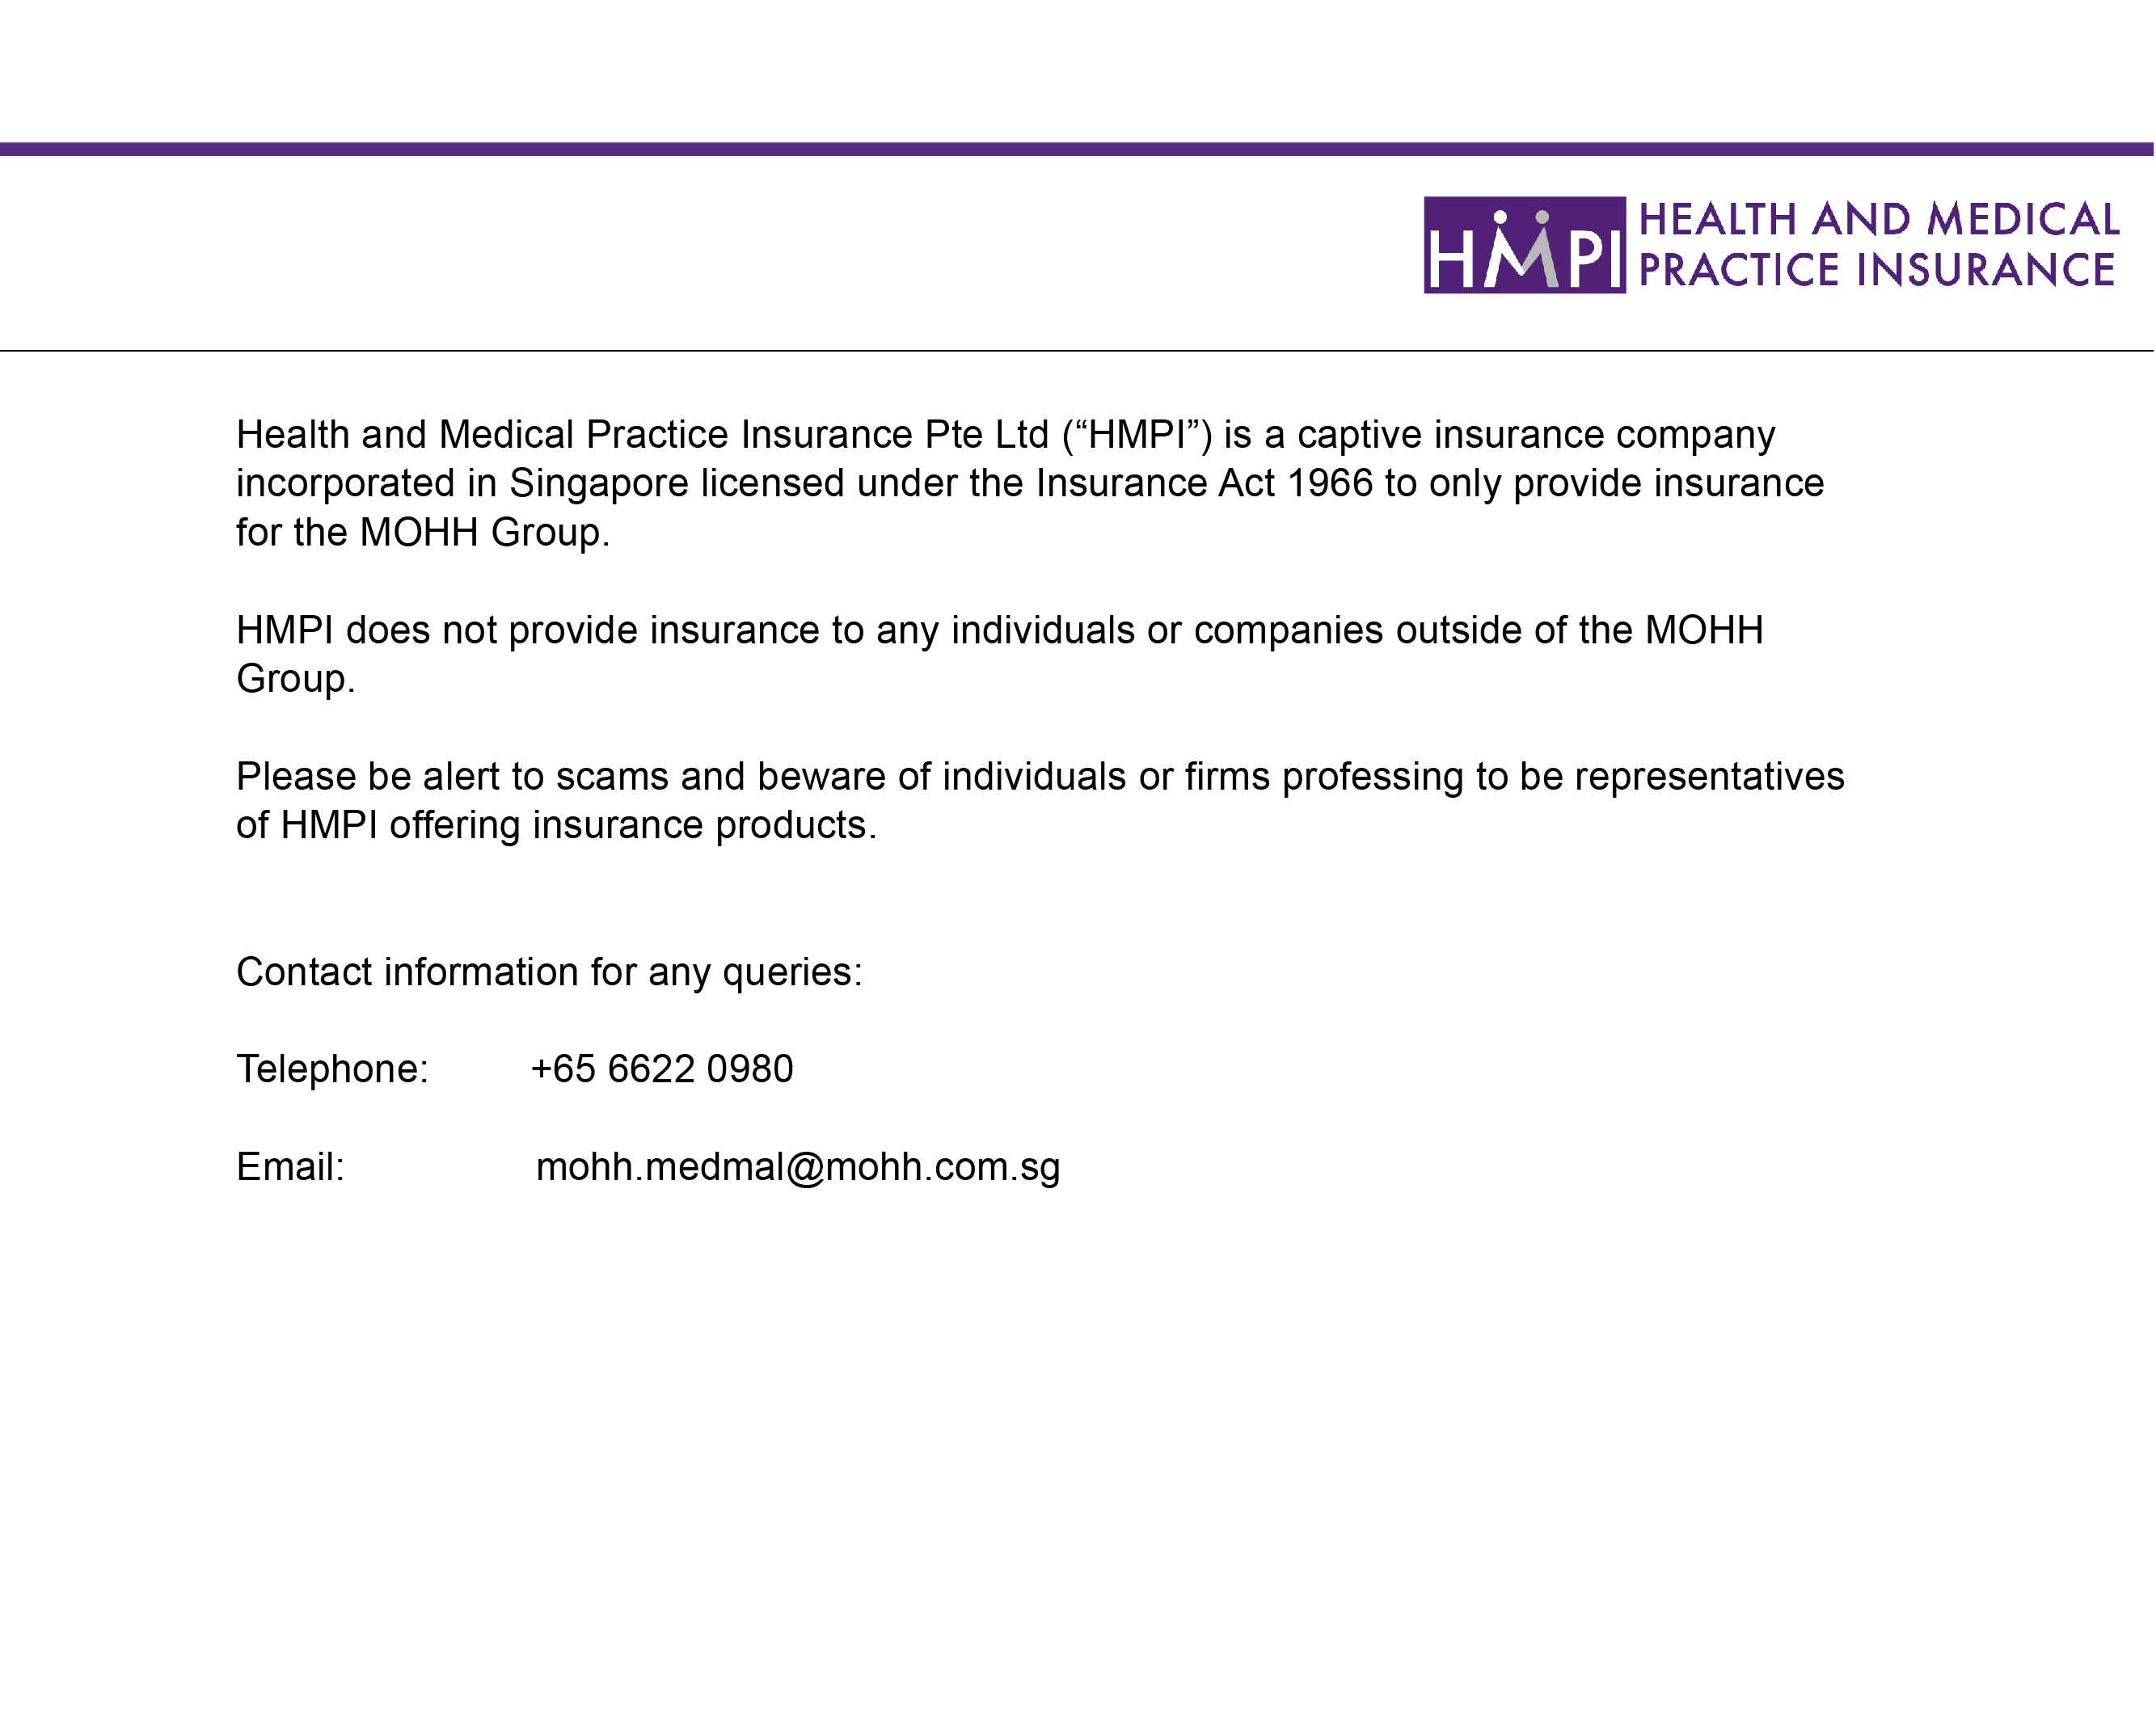 HMPI HEALTH AND MEDICAL
PRACTICE INSURANCE
Health and Medical Practice Insurance Pte Ltd (“HMPI”) is a captive insurance company
incorporated in Singapore licensed under the Insurance Act 1966 to only provide insurance
for the MOHH Group.
HMPI does not provide insurance to any individuals or companies outside of the MOHH
Group.
Please be alert to scams and beware of individuals or firms professing to be representatives
of HMPI offering insurance products.
Contact information for any queries:
Telephone: +65 6622 0980
Email: mohh.medmal@mohh.com.sg